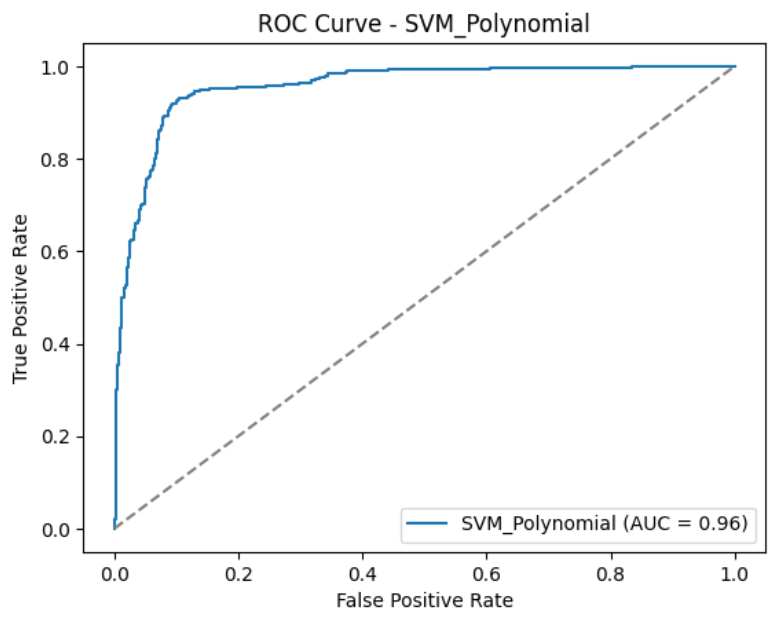 ROC Curve - SVM_Polynomial
1.0
0.8
0.6
0.4
0.2
0.0
True Positive Rate
SVM_Polynomial (AUC = 0.96)
0.0 0.2 0.4 0.6 0.8 1.0
False Positive Rate